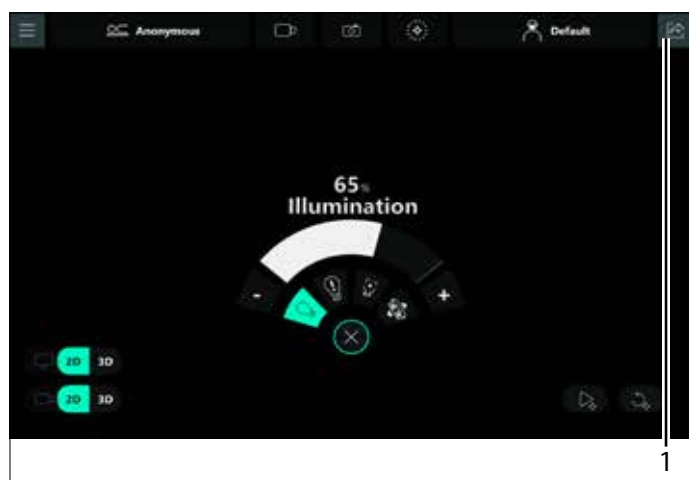 Anonymous
Default
65%
Illumination
- +
2D 3D
2D 3D
1